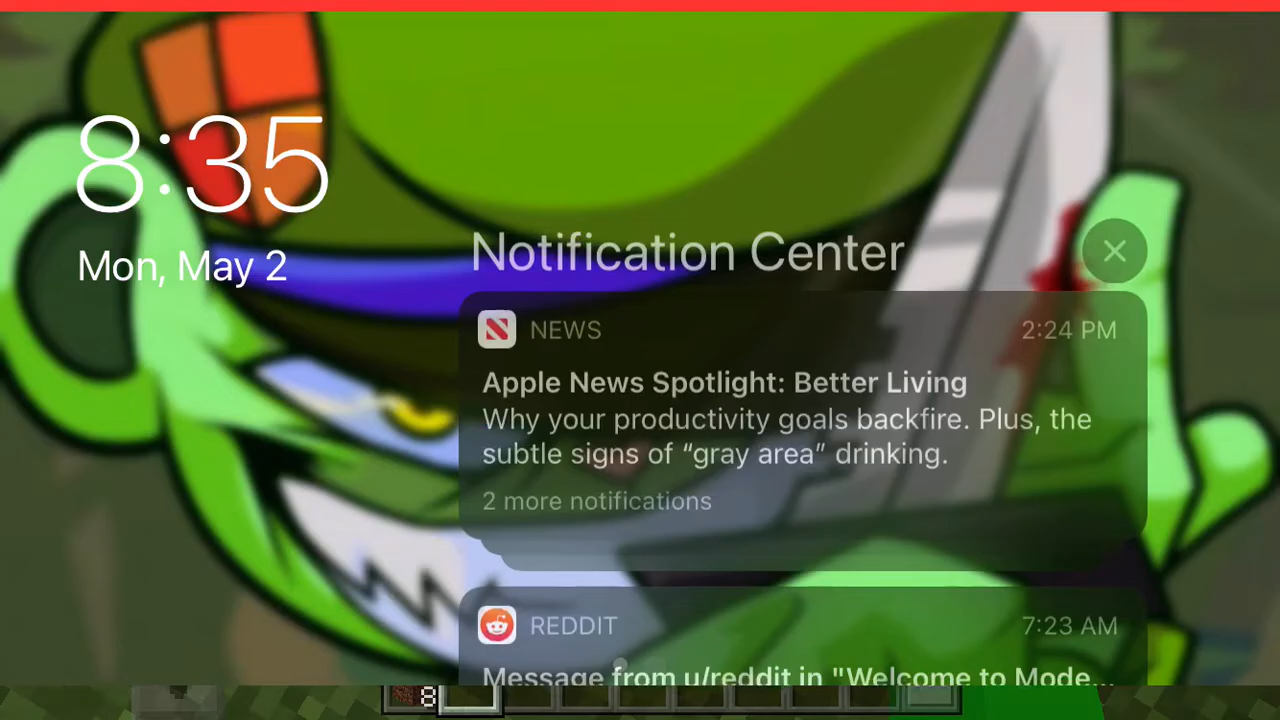 8:35
Mon, May 2
Notification Center
NEWS 2:24 PM
Apple News Spotlight: Better Living
Why your productivity goals backfire. Plus, the
subtle signs of “gray area” drinking.
2 more notifications
REDDIT 7:23 AM
Message from u/reddit in "Welcome to Mode...
8